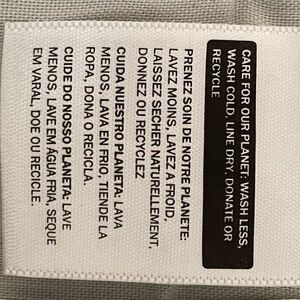 CARE FOR OUR PLANET: WASH LESS,
WASH COLD, LINE DRY, DONATE OR
RECYCLE
PRENEZ SOIN DE NOTRE PLANETE:
LAVEZ MOINS, LAVEZ A FROID,
LAISSEZ SECHER NATURELLEMENT,
DONNEZ OU RECYCLEZ
CUIDA NUESTRO PLANETA: LAVA
MENOS, LAVA EN FRIO, TIENDE LA
ROPA, DONA O RECICLA.
CUIDE DO NOSSO PLANETA: LAVE
MENOS, LAVE EM ÁGUA FRIA, SEQUE
EM VARAL, DOE OU RECICLE.